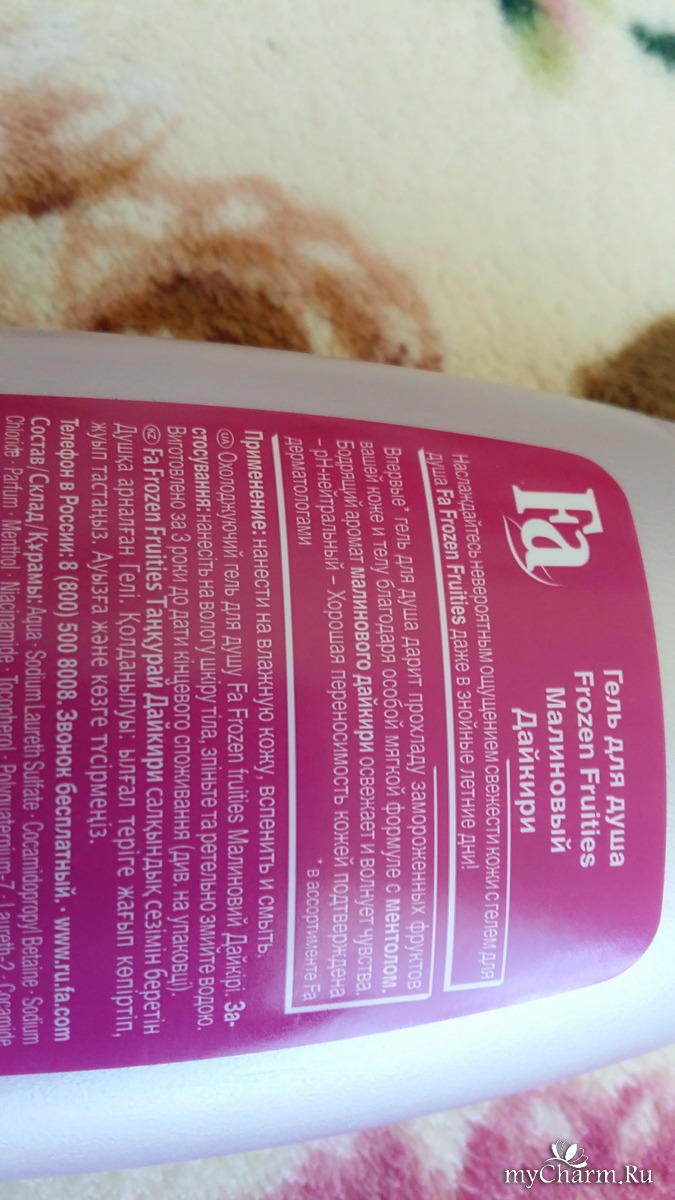 Fa
Гель для душа
Frozen Fruities
Малиновый
Дайкири
Наслаждайтесь невероятным ощущением свежести кожи с гелем для
душа Fa Frozen Fruities даже в знойные летние дни!
Впервые* гель для душа дарит прохладу замороженных фруктов
вашей коже и телу благодаря особой мягкой формуле с ментолом.
Бодрящий аромат малинового дайкири освежает и волнует чувства.
– pH-нейтральный – Хорошая переносимость кожей подтверждена
дерматологами
* в ассортименте Fa
Применение: нанести на влажную кожу, вспенить и смыть.
UA Охолоджуючий гель для душу Fa Frozen fruities Малиновий Дайкірі. За-
стосування: нанесіть на вологу шкіру тіла, спіньте та ретельно змийте водою.
Виготовлено за 3 роки до дати кінцевого споживання (див. на упаковці).
KZ Fa Frozen Fruities Таңқурай Дайкири салқындық сезімін беретін
Душқа арналған Гелі. Қолданылуы: ылғал теріге жағып көпіртіп,
жуып тастаңыз. Ауызға және көзге түсірмеңіз.
Телефон в России: 8 (800) 500 8008. Звонок бесплатный. · www.ru.fa.com
Состав/Склад/Құрамы: Aqua · Sodium Laureth Sulfate · Cocamidopropyl Betaine · Sodium
Chloride · Parfum · Menthol · Niacinamide · Tocopherol · Polyquaternium-7 · Laureth-2 · Cocamide
myCharm.Ru